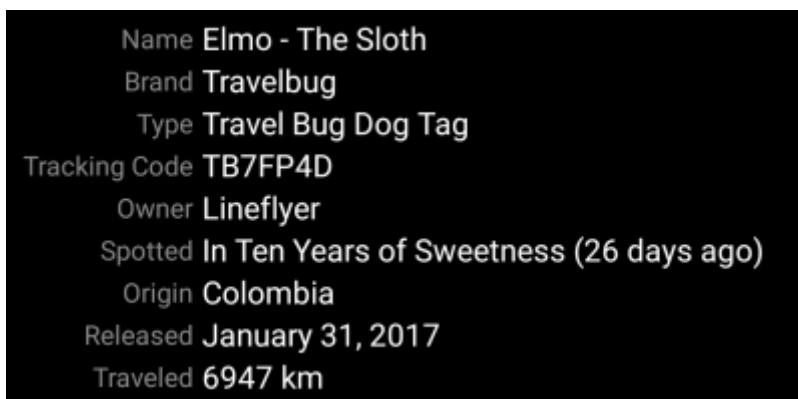 Name Elmo - The Sloth
Brand Travelbug
Type Travel Bug Dog Tag
Tracking Code TB7FP4D
Owner Lineflyer
Spotted In Ten Years of Sweetness (26 days ago)
Origin Colombia
Released January 31, 2017
Traveled 6947 km